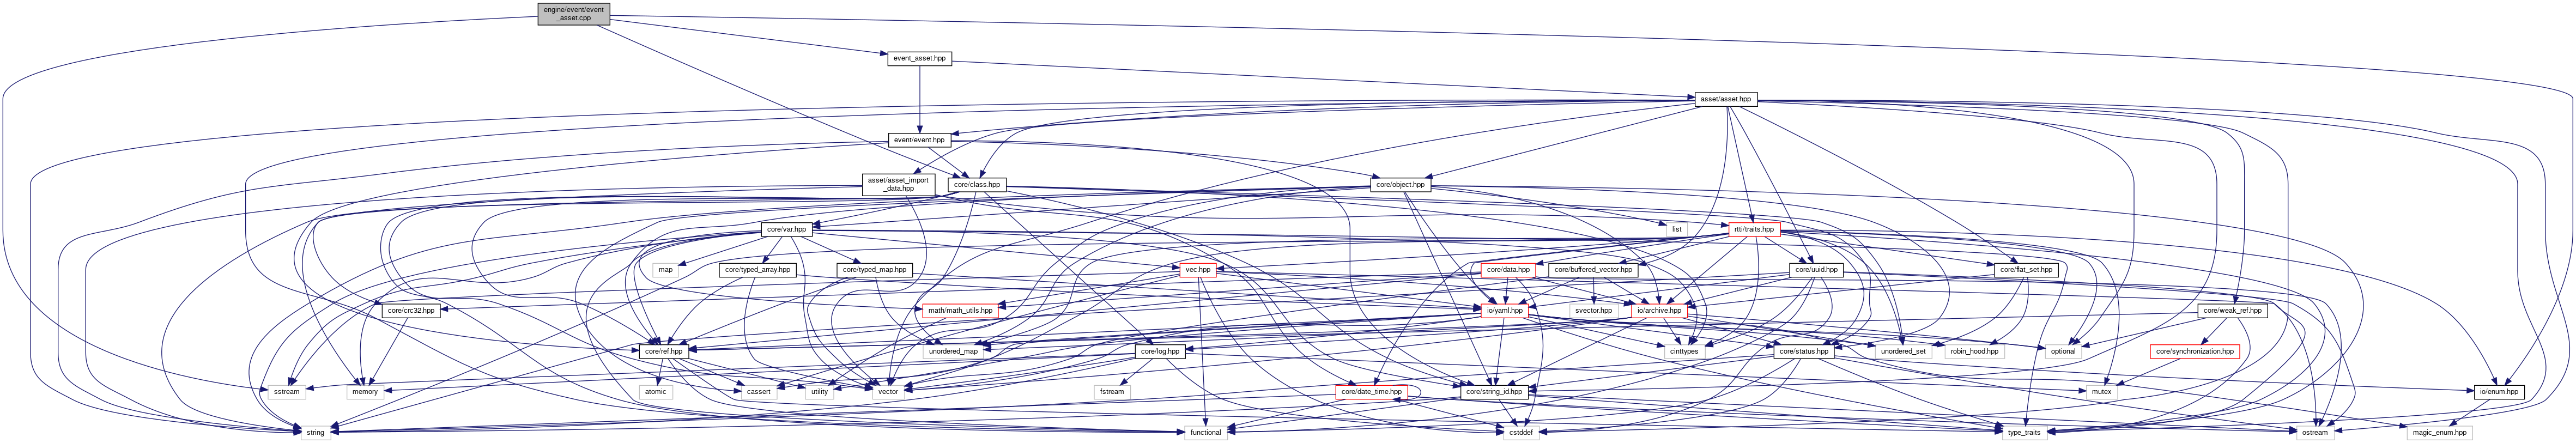 engine/event/event
_asset.cpp
event_asset.hpp
asset/asset.hpp
event/event.hpp
asset/asset_import
_data.hpp
core/class.hpp
core/object.hpp
core/var.hpp
list
rtti/traits.hpp
map
core/typed_array.hpp
core/typed_map.hpp
vec.hpp
core/data.hpp
core/buffered_vector.hpp
core/uuid.hpp
core/flat_set.hpp
core/crc32.hpp
math/math_utils.hpp
io/yaml.hpp
svector.hpp
io/archive.hpp
core/weak_ref.hpp
core/ref.hpp
unordered_map
core/log.hpp
cinttypes
core/status.hpp
unordered_set
robin_hood.hpp
optional
core/synchronization.hpp
sstream
memory
atomic
cassert
utility
vector
fstream
core/date_time.hpp
core/string_id.hpp
mutex
io/enum.hpp
string
functional
cstddef
type_traits
ostream
magic_enum.hpp